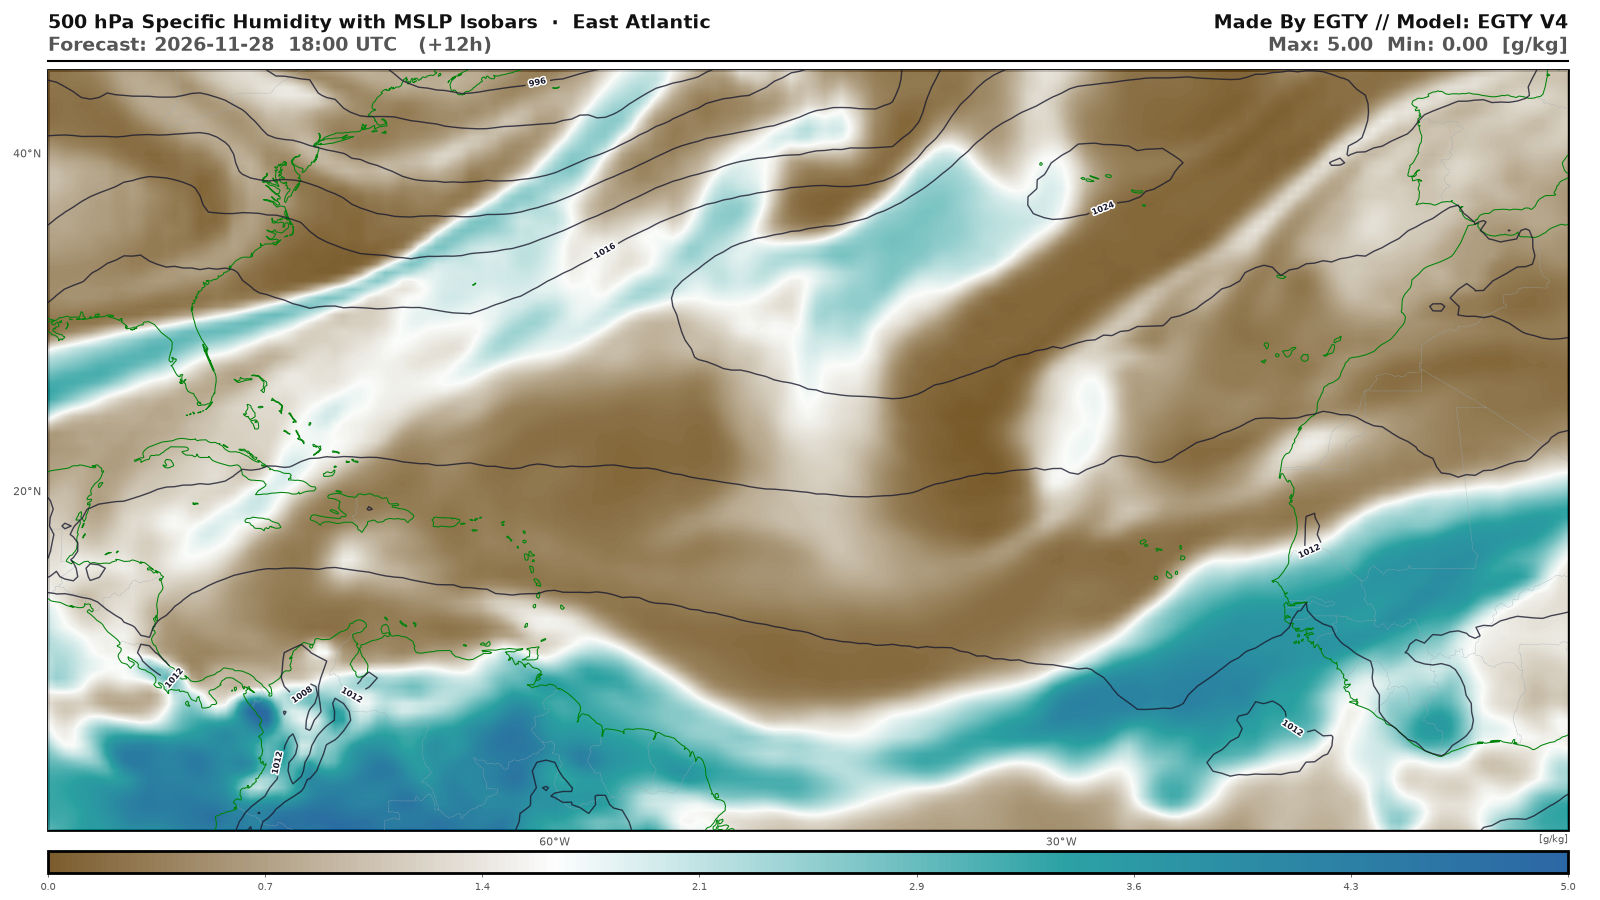 500 hPa Specific Humidity with MSLP Isobars · East Atlantic
Made By EGTY // Model: EGTY V4
Forecast: 2026-11-28 18:00 UTC (+12h)
Max: 5.00 Min: 0.00 [g/kg]
996
40°N
1024
1016
20°N
1012
1012
1008
1012
1012
1012
60°W
30°W
[g/kg]
0.0
0.7
1.4
2.1
2.9
3.6
4.3
5.0